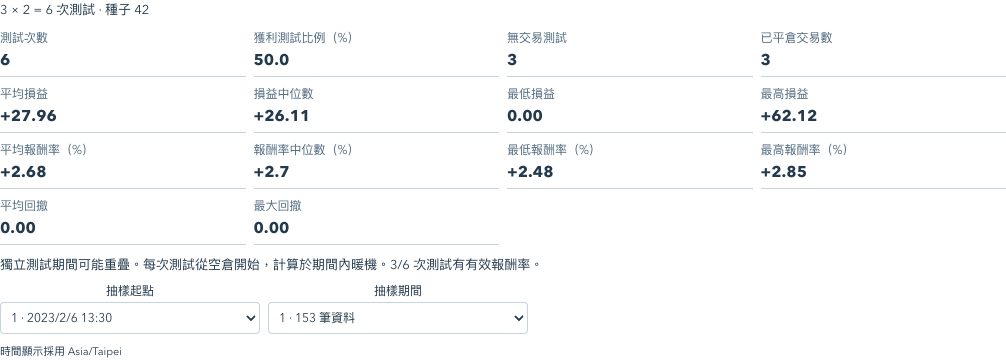 3 × 2 = 6 次測試 · 種子 42
測試次數 獲利測試比例（%） 無交易測試 已平倉交易數
6 50.0 3 3
平均損益 損益中位數 最低損益 最高損益
+27.96 +26.11 0.00 +62.12
平均報酬率（%） 報酬率中位數（%） 最低報酬率（%） 最高報酬率（%）
+2.68 +2.7 +2.48 +2.85
平均回撤 最大回撤
0.00 0.00
獨立測試期間可能重疊。每次測試從空倉開始，計算於期間內暖機。3/6 次測試有有效報酬率。
抽樣起點 抽樣期間
1 · 2023/2/6 13:30 1 · 153 筆資料
時間顯示採用 Asia/Taipei